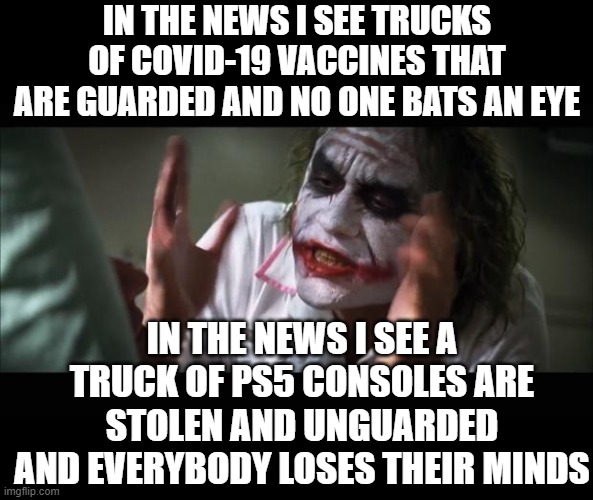 IN THE NEWS I SEE TRUCKS
OF COVID-19 VACCINES THAT
ARE GUARDED AND NO ONE BATS AN EYE
IN THE NEWS I SEE A
TRUCK OF PS5 CONSOLES ARE
STOLEN AND UNGUARDED
AND EVERYBODY LOSES THEIR MINDS
imgflip.com